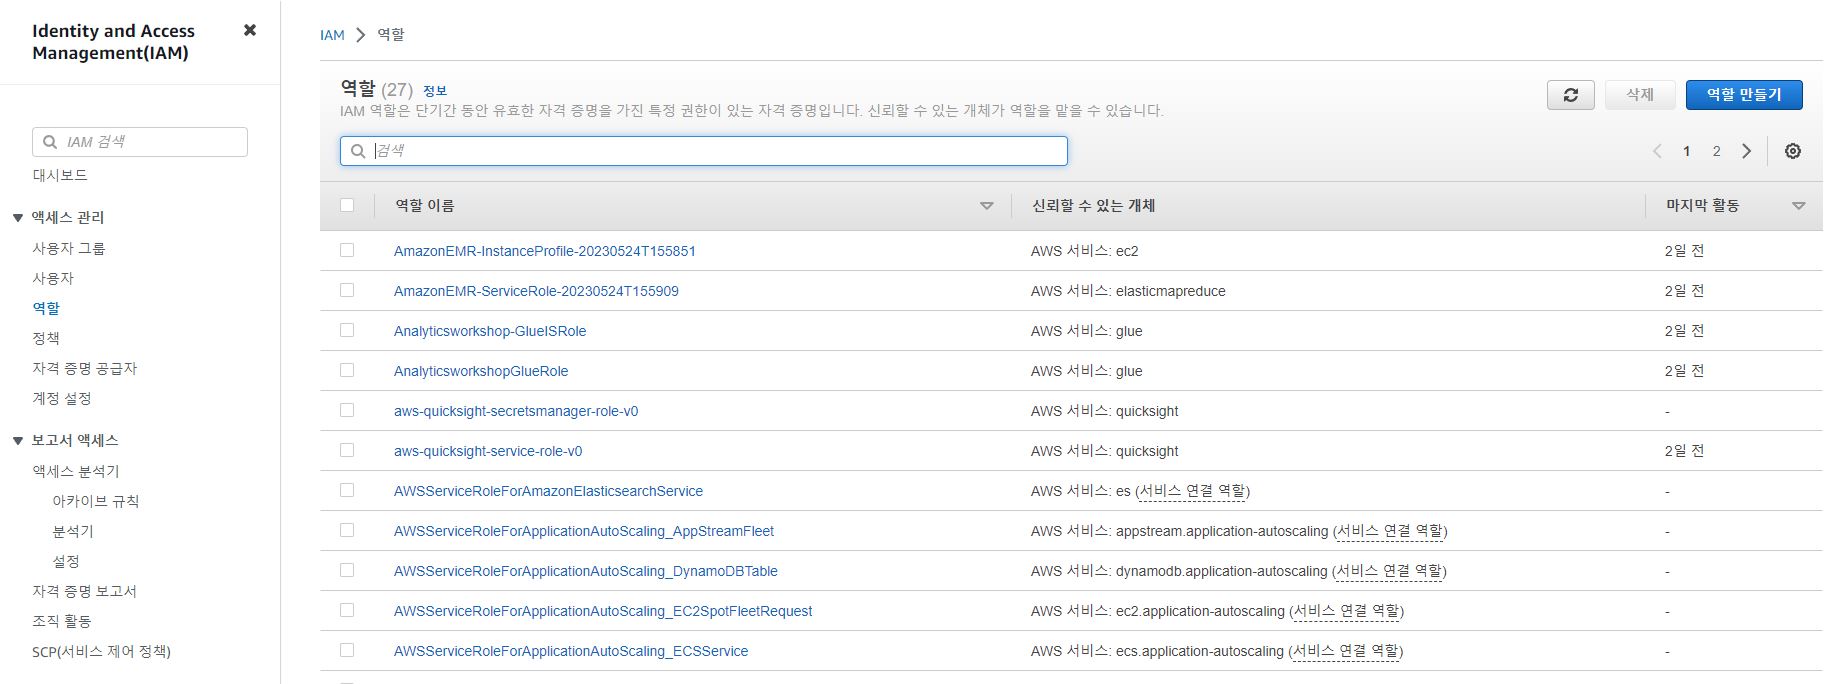 Identity and Access
Management(IAM)
IAM 검색
대시보드
액세스 관리
사용자 그룹
사용자
역할
정책
자격 증명 공급자
계정 설정
보고서 액세스
액세스 분석기
아카이브 규칙
분석기
설정
자격 증명 보고서
조직 활동
SCP(서비스 제어 정책)
IAM 역할
역할 (27) 정보
IAM 역할은 단기간 동안 유효한 자격 증명을 가진 특정 권한이 있는 자격 증명입니다. 신뢰할 수 있는 개체가 역할을 맡을 수 있습니다.
삭제 역할 만들기
검색
1 2
역할 이름 신뢰할 수 있는 개체 마지막 활동
AmazonEMR-InstanceProfile-20230524T155851 AWS 서비스: ec2 2일 전
AmazonEMR-ServiceRole-20230524T155909 AWS 서비스: elasticmapreduce 2일 전
Analyticsworkshop-GlueISRole AWS 서비스: glue 2일 전
AnalyticsworkshopGlueRole AWS 서비스: glue 2일 전
aws-quicksight-secretsmanager-role-v0 AWS 서비스: quicksight -
aws-quicksight-service-role-v0 AWS 서비스: quicksight 2일 전
AWSServiceRoleForAmazonElasticsearchService AWS 서비스: es (서비스 연결 역할) -
AWSServiceRoleForApplicationAutoScaling_AppStreamFleet AWS 서비스: appstream.application-autoscaling (서비스 연결 역할) -
AWSServiceRoleForApplicationAutoScaling_DynamoDBTable AWS 서비스: dynamodb.application-autoscaling (서비스 연결 역할) -
AWSServiceRoleForApplicationAutoScaling_EC2SpotFleetRequest AWS 서비스: ec2.application-autoscaling (서비스 연결 역할) -
AWSServiceRoleForApplicationAutoScaling_ECSService AWS 서비스: ecs.application-autoscaling (서비스 연결 역할) -